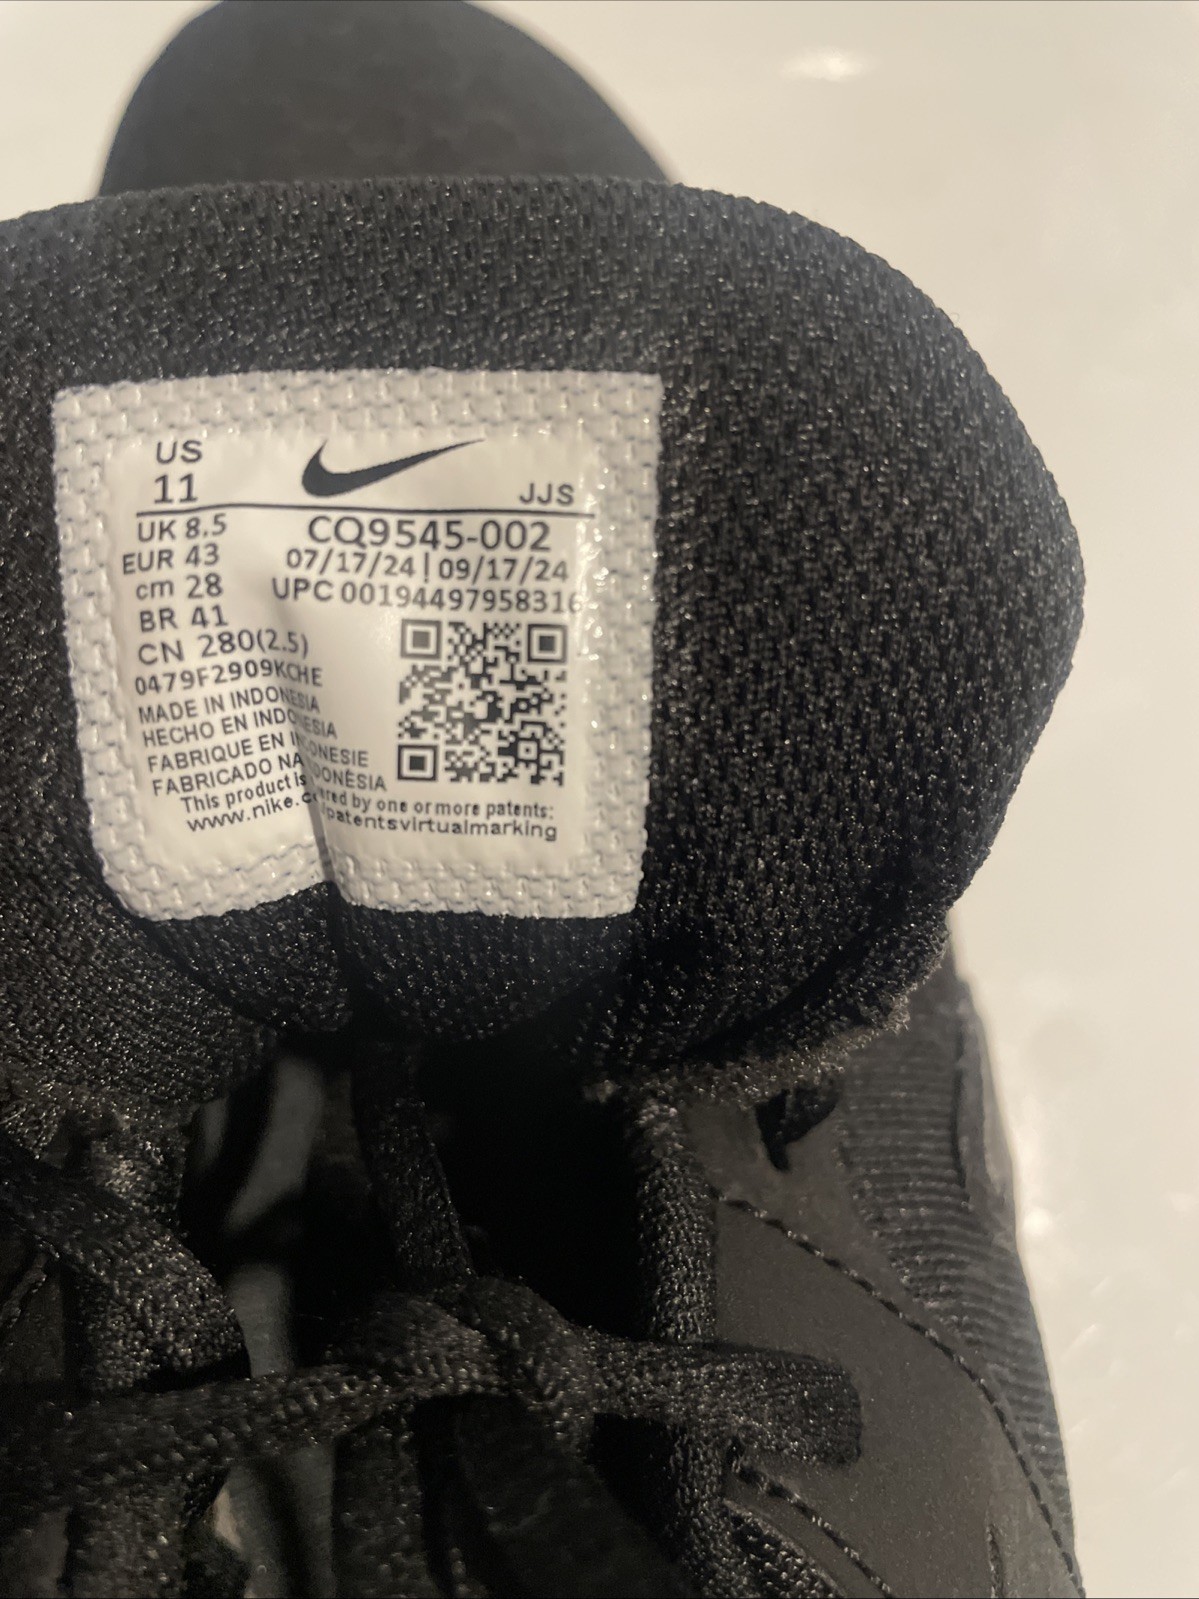 US
11
JJS
UK 8.5
EUR 43
cm 28
BR 41
CN 280(2.5)
CQ9545-002
07/17/24 | 09/17/24
UPC 00194497958316
0479F2909KCHE
MADE IN INDONESIA
HECHO EN INDONESIA
FABRIQUE EN INDONESIE
FABRICADO NA INDONÉSIA
This product is by one or more patents:
www.nike. /patentsvirtualmarking